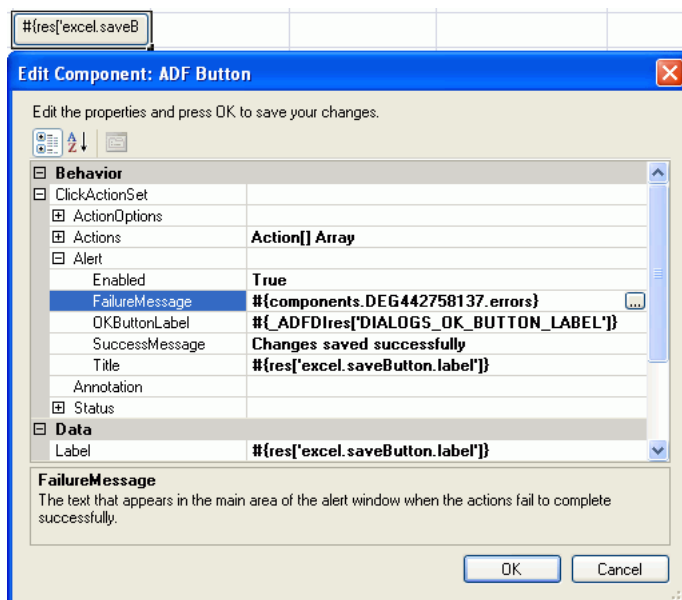 #{res['excel.saveB
Edit Component: ADF Button
Edit the properties and press OK to save your changes.
Behavior
ClickActionSet
ActionOptions
Actions Action[] Array
Alert
Enabled True
FailureMessage #{components.DEG442758137.errors} ...
OKButtonLabel #{_ADFDIres['DIALOGS_OK_BUTTON_LABEL']}
SuccessMessage Changes saved successfully
Title #{res['excel.saveButton.label']}
Annotation
Status
Data
Label #{res['excel.saveButton.label']}
FailureMessage
The text that appears in the main area of the alert window when the actions fail to complete
successfully.
OK Cancel